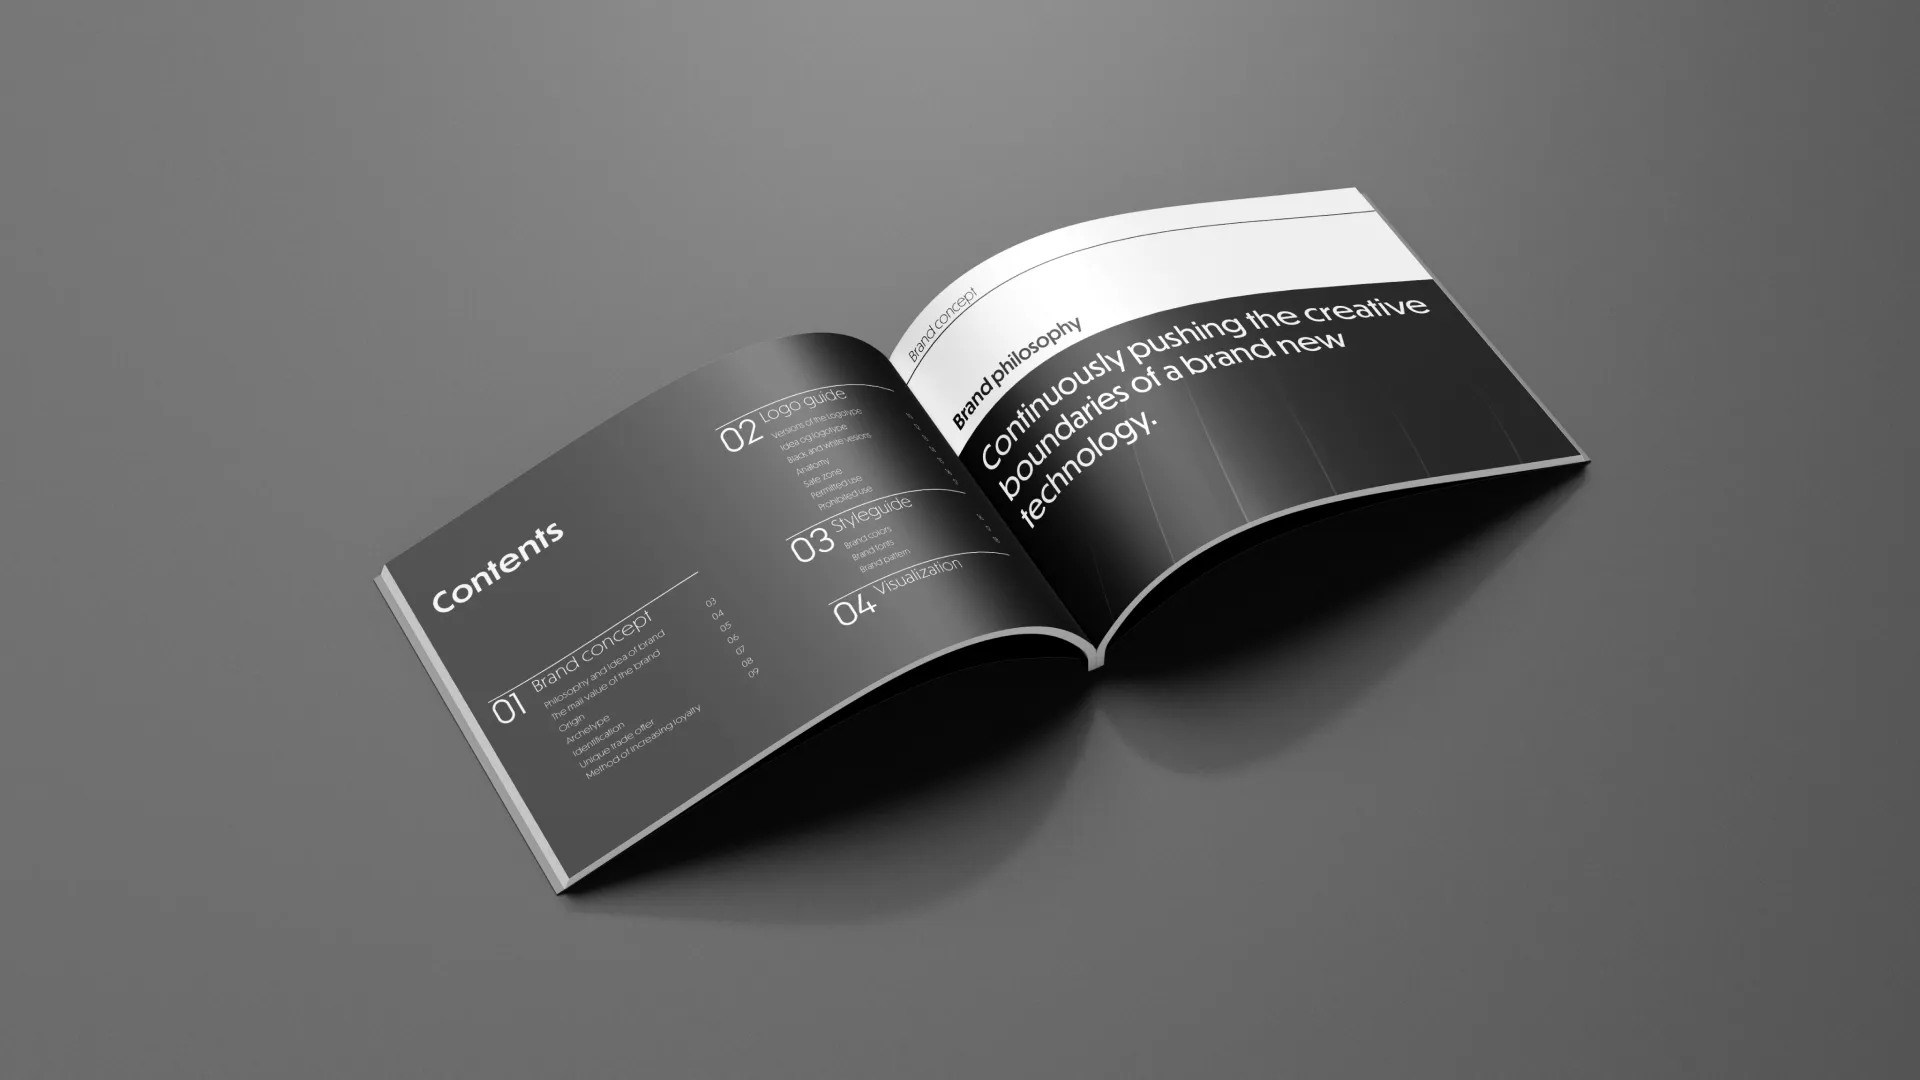 Contents
01 Brand concept
Philosophy and idea of brand 03
The mail value of the brand 04
Origin 05
Archetype 06
Identification 07
Unique trade offer 08
Method of increasing loyalty 09
02 Logo guide
Versions of the Logotype
Idea og logotype
Black and white vesions
Anatomy
Safe zone
Permitted use
Prohibited use
03 Styleguide
Brand colors
Brand fonts
Brand pattern
04 Visualization
Brand concept
Brand philosophy
Continuously pushing the creative
boundaries of a brand new
technology.